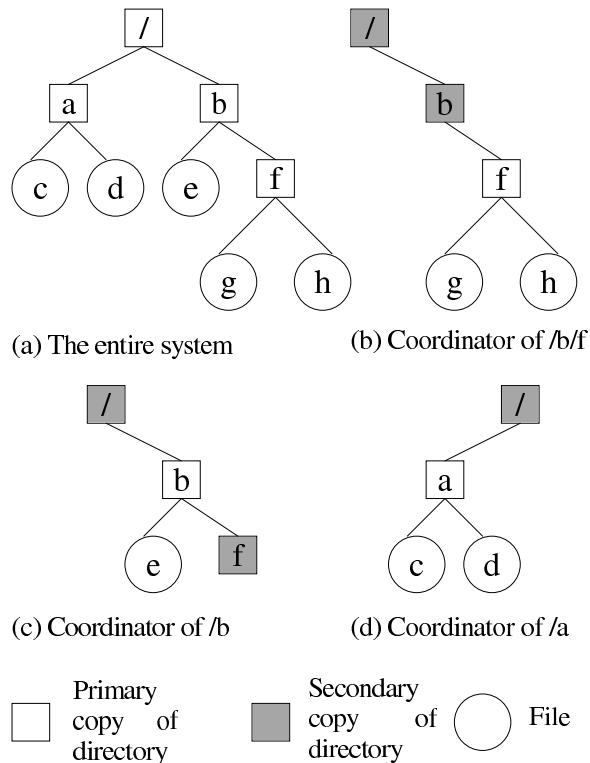 /
/
a
b
b
c
d
e
f
f
g
h
g
h
(a) The entire system
(b) Coordinator of /b/f
/
/
b
a
e
f
c
d
(c) Coordinator of /b
(d) Coordinator of /a
Primary
copy of
directory
Secondary
copy of
directory
File